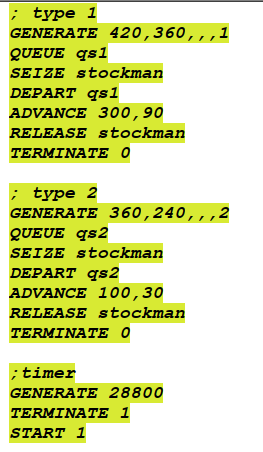 ; type 1
GENERATE 420,360,,,1
QUEUE qs1
SEIZE stockman
DEPART qs1
ADVANCE 300,90
RELEASE stockman
TERMINATE 0
; type 2
GENERATE 360,240,,,2
QUEUE qs2
SEIZE stockman
DEPART qs2
ADVANCE 100,30
RELEASE stockman
TERMINATE 0
;timer
GENERATE 28800
TERMINATE 1
START 1